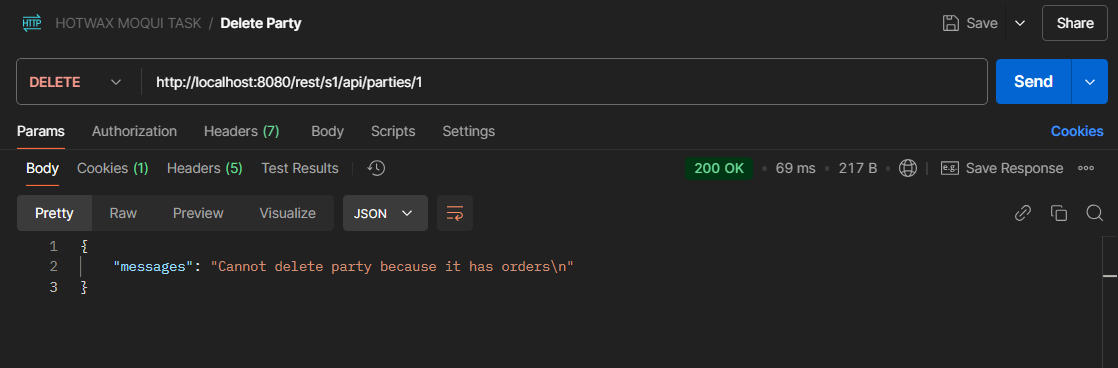 HTTP HOTWAX MOQUI TASK / Delete Party Save Share
DELETE http://localhost:8080/rest/s1/api/parties/1 Send
Params Authorization Headers (7) Body Scripts Settings Cookies
Body Cookies (1) Headers (5) Test Results 200 OK • 69 ms • 217 B • e.g. Save Response
Pretty Raw Preview Visualize JSON
1 {
2 "messages": "Cannot delete party because it has orders\n"
3 }